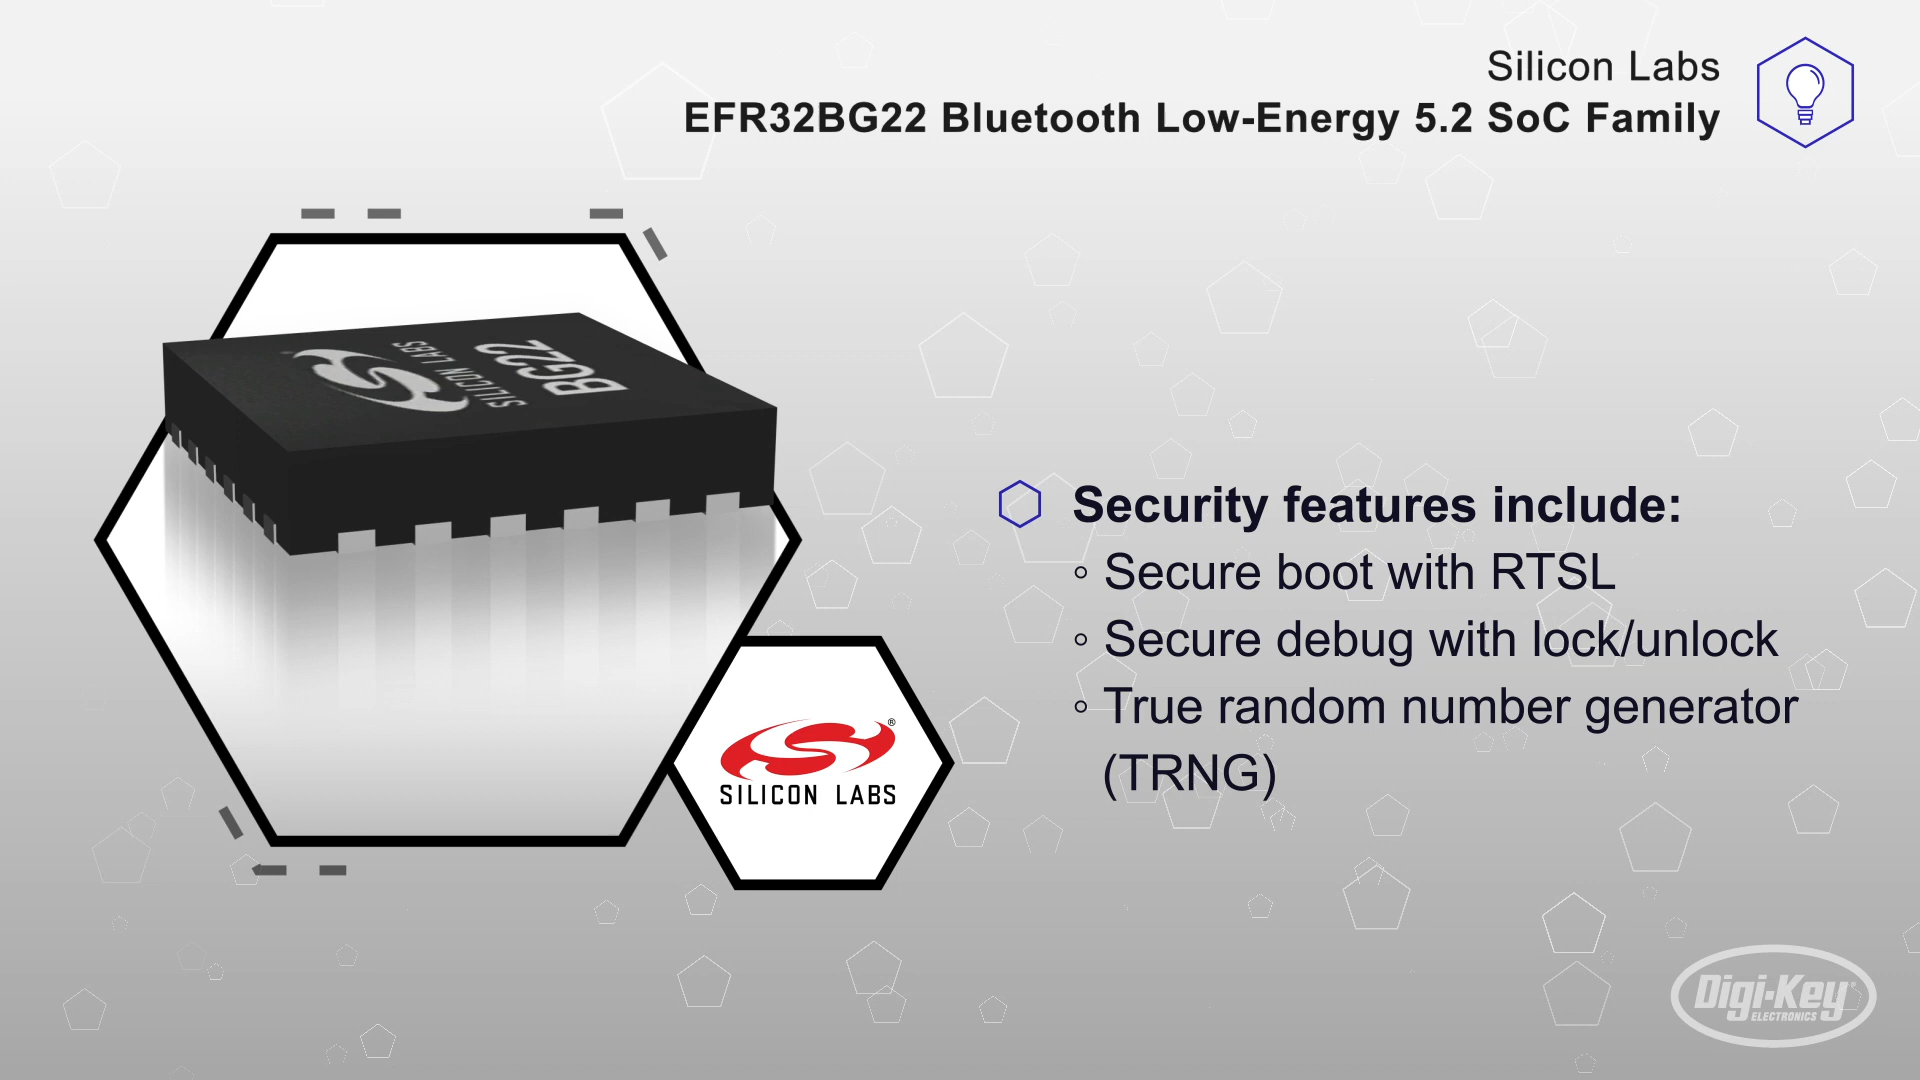 Silicon Labs
EFR32BG22 Bluetooth Low-Energy 5.2 SoC Family
SILICON LABS
BG22
Security features include:
◦ Secure boot with RTSL
◦ Secure debug with lock/unlock
◦ True random number generator
(TRNG)
®
SILICON LABS
Digi-Key®
ELECTRONICS